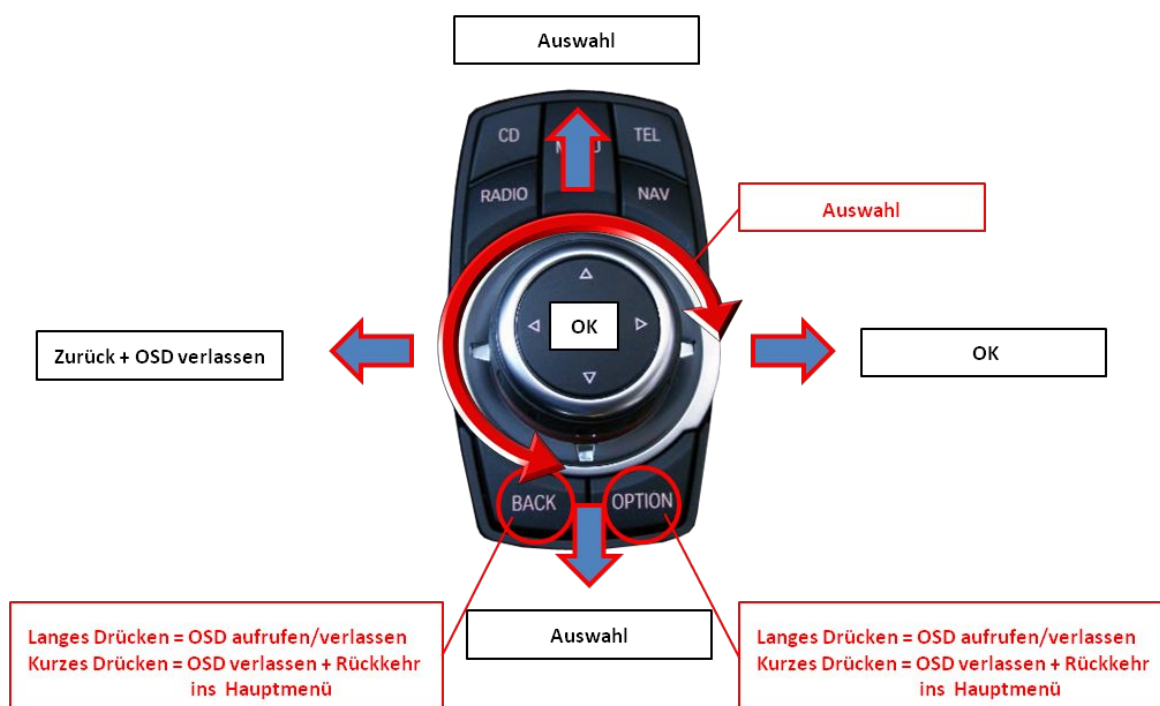 Auswahl
CD
TEL
RADIO
NAV
Auswahl
OK
Zurück + OSD verlassen
OK
BACK
OPTION
Auswahl
Langes Drücken = OSD aufrufen/verlassen
Kurzes Drücken = OSD verlassen + Rückkehr
ins Hauptmenü
Langes Drücken = OSD aufrufen/verlassen
Kurzes Drücken = OSD verlassen + Rückkehr
ins Hauptmenü